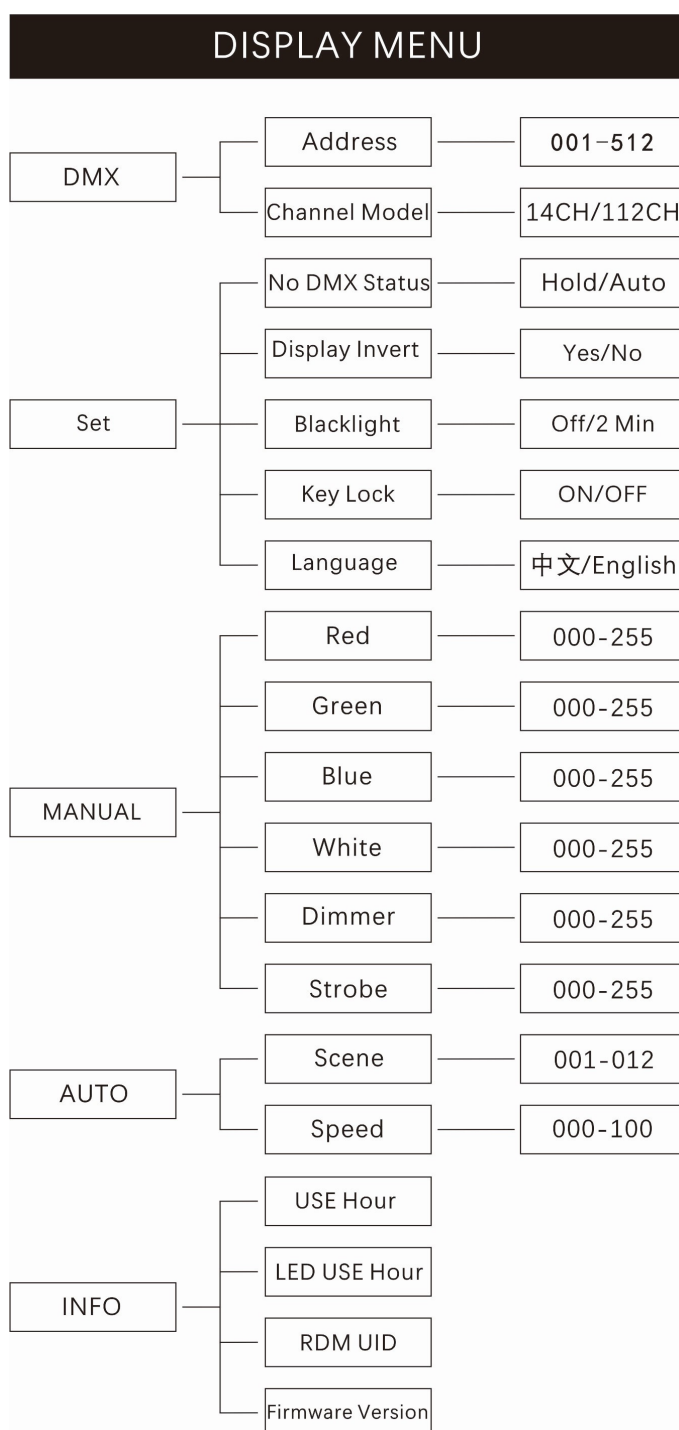 DISPLAY MENU
DMX
Address
001-512
Channel Model
14CH/112CH
Set
No DMX Status
Hold/Auto
Display Invert
Yes/No
Blacklight
Off/2 Min
Key Lock
ON/OFF
Language
中文/English
MANUAL
Red
000-255
Green
000-255
Blue
000-255
White
000-255
Dimmer
000-255
Strobe
000-255
AUTO
Scene
001-012
Speed
000-100
INFO
USE Hour
LED USE Hour
RDM UID
Firmware Version